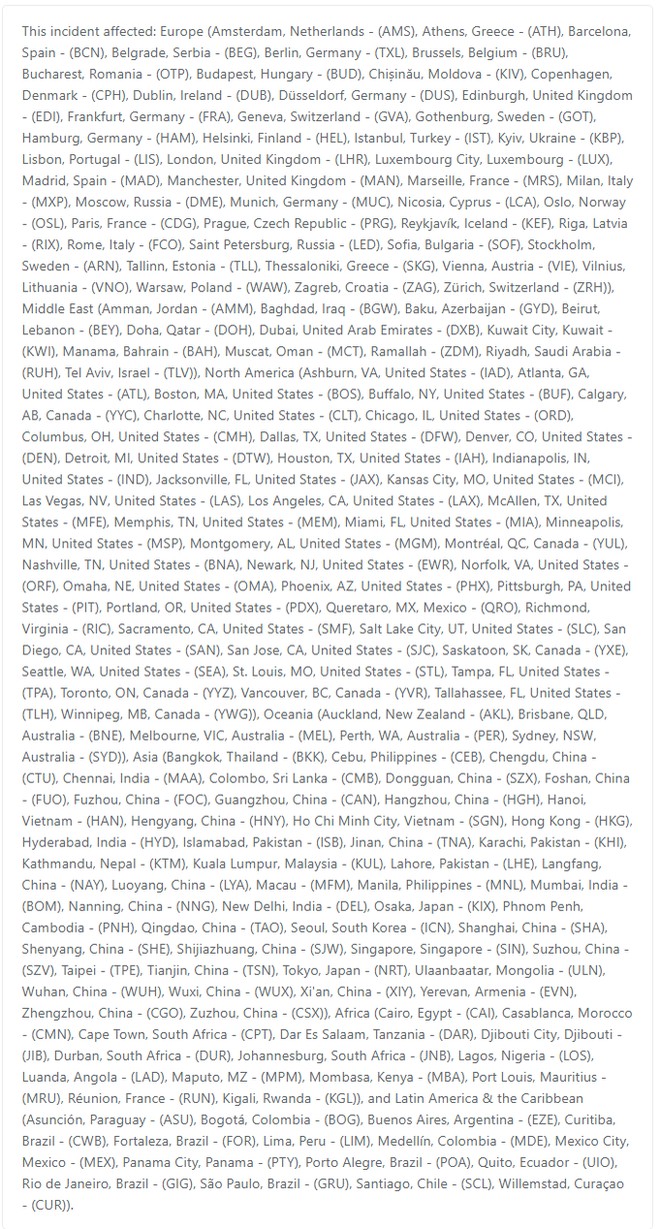 This incident affected: Europe (Amsterdam, Netherlands - (AMS), Athens, Greece - (ATH), Barcelona,
Spain - (BCN), Belgrade, Serbia - (BEG), Berlin, Germany - (TXL), Brussels, Belgium - (BRU),
Bucharest, Romania - (OTP), Budapest, Hungary - (BUD), Chișinău, Moldova - (KIV), Copenhagen,
Denmark - (CPH), Dublin, Ireland - (DUB), Düsseldorf, Germany - (DUS), Edinburgh, United Kingdom
- (EDI), Frankfurt, Germany - (FRA), Geneva, Switzerland - (GVA), Gothenburg, Sweden - (GOT),
Hamburg, Germany - (HAM), Helsinki, Finland - (HEL), Istanbul, Turkey - (IST), Kyiv, Ukraine - (KBP),
Lisbon, Portugal - (LIS), London, United Kingdom - (LHR), Luxembourg City, Luxembourg - (LUX),
Madrid, Spain - (MAD), Manchester, United Kingdom - (MAN), Marseille, France - (MRS), Milan, Italy
- (MXP), Moscow, Russia - (DME), Munich, Germany - (MUC), Nicosia, Cyprus - (LCA), Oslo, Norway
- (OSL), Paris, France - (CDG), Prague, Czech Republic - (PRG), Reykjavík, Iceland - (KEF), Riga, Latvia
- (RIX), Rome, Italy - (FCO), Saint Petersburg, Russia - (LED), Sofia, Bulgaria - (SOF), Stockholm,
Sweden - (ARN), Tallinn, Estonia - (TLL), Thessaloniki, Greece - (SKG), Vienna, Austria - (VIE), Vilnius,
Lithuania - (VNO), Warsaw, Poland - (WAW), Zagreb, Croatia - (ZAG), Zürich, Switzerland - (ZRH)),
Middle East (Amman, Jordan - (AMM), Baghdad, Iraq - (BGW), Baku, Azerbaijan - (GYD), Beirut,
Lebanon - (BEY), Doha, Qatar - (DOH), Dubai, United Arab Emirates - (DXB), Kuwait City, Kuwait -
(KWI), Manama, Bahrain - (BAH), Muscat, Oman - (MCT), Ramallah - (ZDM), Riyadh, Saudi Arabia -
(RUH), Tel Aviv, Israel - (TLV)), North America (Ashburn, VA, United States - (IAD), Atlanta, GA,
United States - (ATL), Boston, MA, United States - (BOS), Buffalo, NY, United States - (BUF), Calgary,
AB, Canada - (YYC), Charlotte, NC, United States - (CLT), Chicago, IL, United States - (ORD),
Columbus, OH, United States - (CMH), Dallas, TX, United States - (DFW), Denver, CO, United States -
(DEN), Detroit, MI, United States - (DTW), Houston, TX, United States - (IAH), Indianapolis, IN,
United States - (IND), Jacksonville, FL, United States - (JAX), Kansas City, MO, United States - (MCI),
Las Vegas, NV, United States - (LAS), Los Angeles, CA, United States - (LAX), McAllen, TX, United
States - (MFE), Memphis, TN, United States - (MEM), Miami, FL, United States - (MIA), Minneapolis,
MN, United States - (MSP), Montgomery, AL, United States - (MGM), Montréal, QC, Canada - (YUL),
Nashville, TN, United States - (BNA), Newark, NJ, United States - (EWR), Norfolk, VA, United States -
(ORF), Omaha, NE, United States - (OMA), Phoenix, AZ, United States - (PHX), Pittsburgh, PA, United
States - (PIT), Portland, OR, United States - (PDX), Queretaro, MX, Mexico - (QRO), Richmond,
Virginia - (RIC), Sacramento, CA, United States - (SMF), Salt Lake City, UT, United States - (SLC), San
Diego, CA, United States - (SAN), San Jose, CA, United States - (SJC), Saskatoon, SK, Canada - (YXE),
Seattle, WA, United States - (SEA), St. Louis, MO, United States - (STL), Tampa, FL, United States -
(TPA), Toronto, ON, Canada - (YYZ), Vancouver, BC, Canada - (YVR), Tallahassee, FL, United States -
(TLH), Winnipeg, MB, Canada - (YWG)), Oceania (Auckland, New Zealand - (AKL), Brisbane, QLD,
Australia - (BNE), Melbourne, VIC, Australia - (MEL), Perth, WA, Australia - (PER), Sydney, NSW,
Australia - (SYD)), Asia (Bangkok, Thailand - (BKK), Cebu, Philippines - (CEB), Chengdu, China -
(CTU), Chennai, India - (MAA), Colombo, Sri Lanka - (CMB), Dongguan, China - (SZX), Foshan, China
- (FUO), Fuzhou, China - (FOC), Guangzhou, China - (CAN), Hangzhou, China - (HGH), Hanoi,
Vietnam - (HAN), Hengyang, China - (HNY), Ho Chi Minh City, Vietnam - (SGN), Hong Kong - (HKG),
Hyderabad, India - (HYD), Islamabad, Pakistan - (ISB), Jinan, China - (TNA), Karachi, Pakistan - (KHI),
Kathmandu, Nepal - (KTM), Kuala Lumpur, Malaysia - (KUL), Lahore, Pakistan - (LHE), Langfang,
China - (NAY), Luoyang, China - (LYA), Macau - (MFM), Manila, Philippines - (MNL), Mumbai, India -
(BOM), Nanning, China - (NNG), New Delhi, India - (DEL), Osaka, Japan - (KIX), Phnom Penh,
Cambodia - (PNH), Qingdao, China - (TAO), Seoul, South Korea - (ICN), Shanghai, China - (SHA),
Shenyang, China - (SHE), Shijiazhuang, China - (SJW), Singapore, Singapore - (SIN), Suzhou, China -
(SZV), Taipei - (TPE), Tianjin, China - (TSN), Tokyo, Japan - (NRT), Ulaanbaatar, Mongolia - (ULN),
Wuhan, China - (WUH), Wuxi, China - (WUX), Xi'an, China - (XIY), Yerevan, Armenia - (EVN),
Zhengzhou, China - (CGO), Zuzhou, China - (CSX)), Africa (Cairo, Egypt - (CAI), Casablanca, Morocco
- (CMN), Cape Town, South Africa - (CPT), Dar Es Salaam, Tanzania - (DAR), Djibouti City, Djibouti -
(JIB), Durban, South Africa - (DUR), Johannesburg, South Africa - (JNB), Lagos, Nigeria - (LOS),
Luanda, Angola - (LAD), Maputo, MZ - (MPM), Mombasa, Kenya - (MBA), Port Louis, Mauritius -
(MRU), Réunion, France - (RUN), Kigali, Rwanda - (KGL)), and Latin America & the Caribbean
(Asunción, Paraguay - (ASU), Bogotá, Colombia - (BOG), Buenos Aires, Argentina - (EZE), Curitiba,
Brazil - (CWB), Fortaleza, Brazil - (FOR), Lima, Peru - (LIM), Medellín, Colombia - (MDE), Mexico City,
Mexico - (MEX), Panama City, Panama - (PTY), Porto Alegre, Brazil - (POA), Quito, Ecuador - (UIO),
Rio de Janeiro, Brazil - (GIG), São Paulo, Brazil - (GRU), Santiago, Chile - (SCL), Willemstad, Curaçao
- (CUR)).